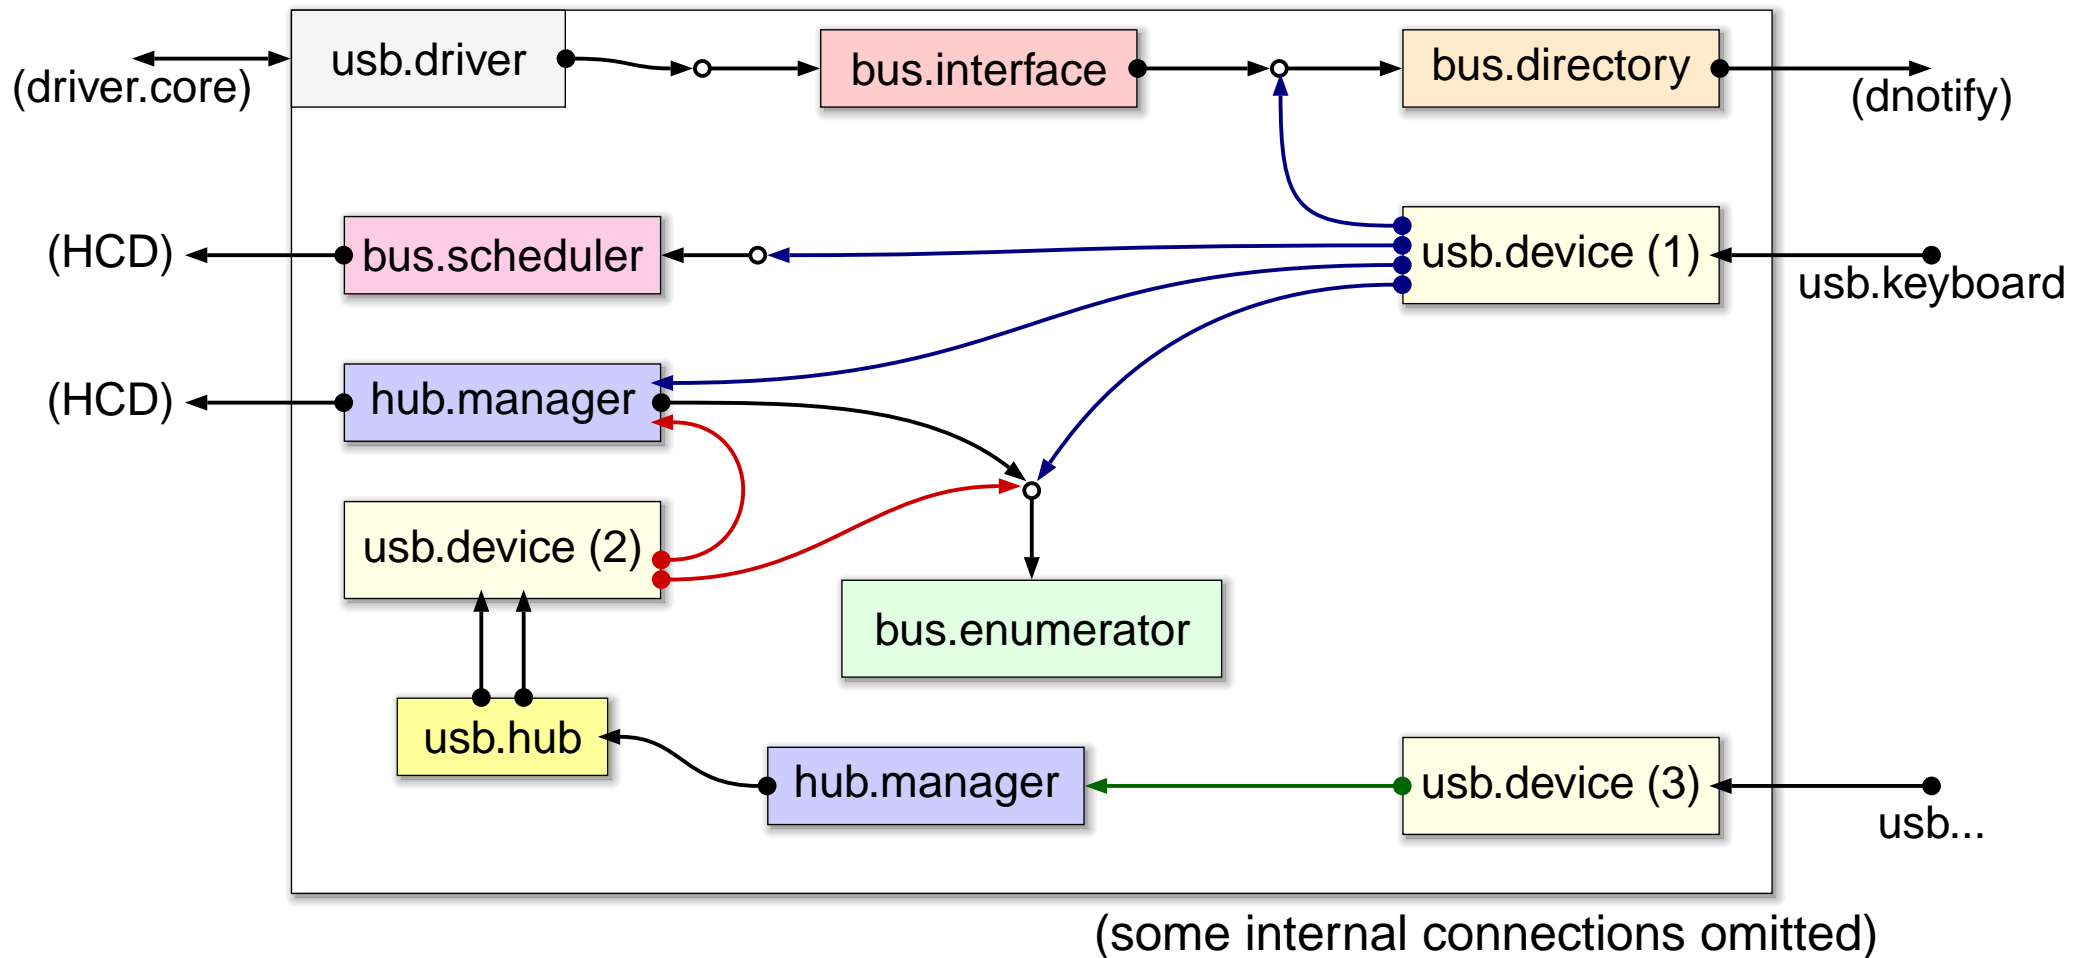 usb.driver
bus.interface
bus.directory
(driver.core)
(dnotify)
(HCD)
bus.scheduler
usb.device (1)
usb.keyboard
(HCD)
hub.manager
usb.device (2)
bus.enumerator
usb.hub
hub.manager
usb.device (3)
usb...
(some internal connections omitted)